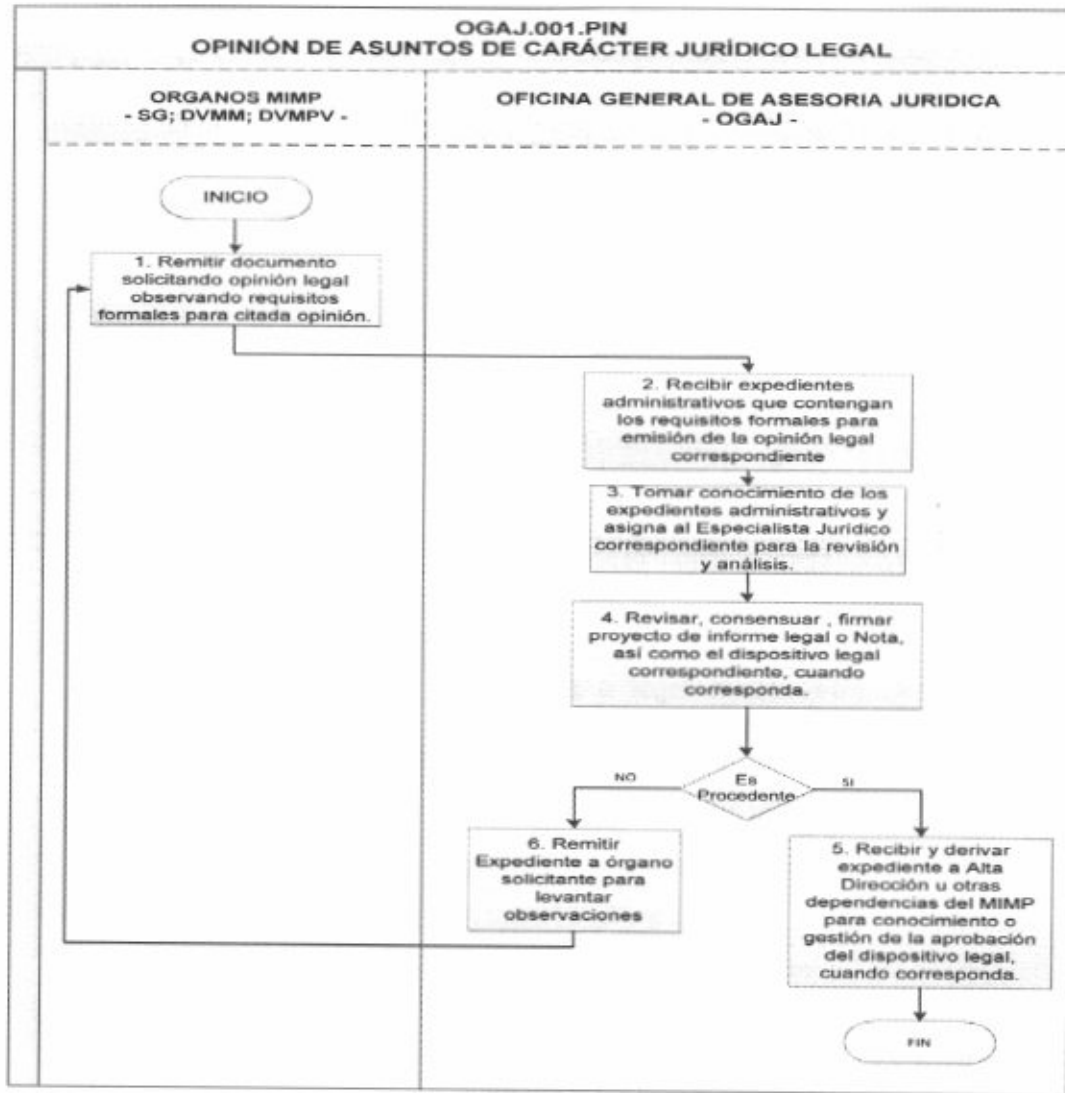 OGAJ.001.PIN
OPINIÓN DE ASUNTOS DE CARÁCTER JURÍDICO LEGAL
ORGANOS MIMP
- SG; DVMM; DVMPV -
OFICINA GENERAL DE ASESORIA JURIDICA
- OGAJ -
INICIO
1. Remitir documento
solicitando opinión legal
observando requisitos
formales para citada opinión.
2. Recibir expedientes
administrativos que contengan
los requisitos formales para
emisión de la opinión legal
correspondiente
3. Tomar conocimiento de los
expedientes administrativos y
asigna al Especialista Jurídico
correspondiente para la revisión
y análisis.
4. Revisar, consensuar , firmar
proyecto de informe legal o Nota,
así como el dispositivo legal
correspondiente, cuando
corresponda.
Es
Procedente
NO
SI
6. Remitir
Expediente a órgano
solicitante para
levantar
observaciones
5. Recibir y derivar
expediente a Alta
Dirección u otras
dependencias del MIMP
para conocimiento o
gestión de la aprobación
del dispositivo legal,
cuando corresponda.
FIN